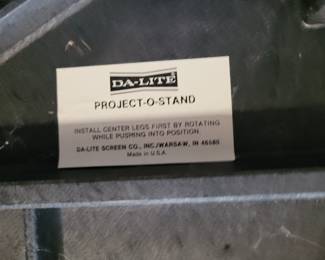 DA-LITE®
PROJECT-O-STAND
INSTALL CENTER LEGS FIRST BY ROTATING
WHILE PUSHING INTO POSITION.
DA-LITE SCREEN CO., INC./WARSAW, IN 46580
Made in U.S.A.